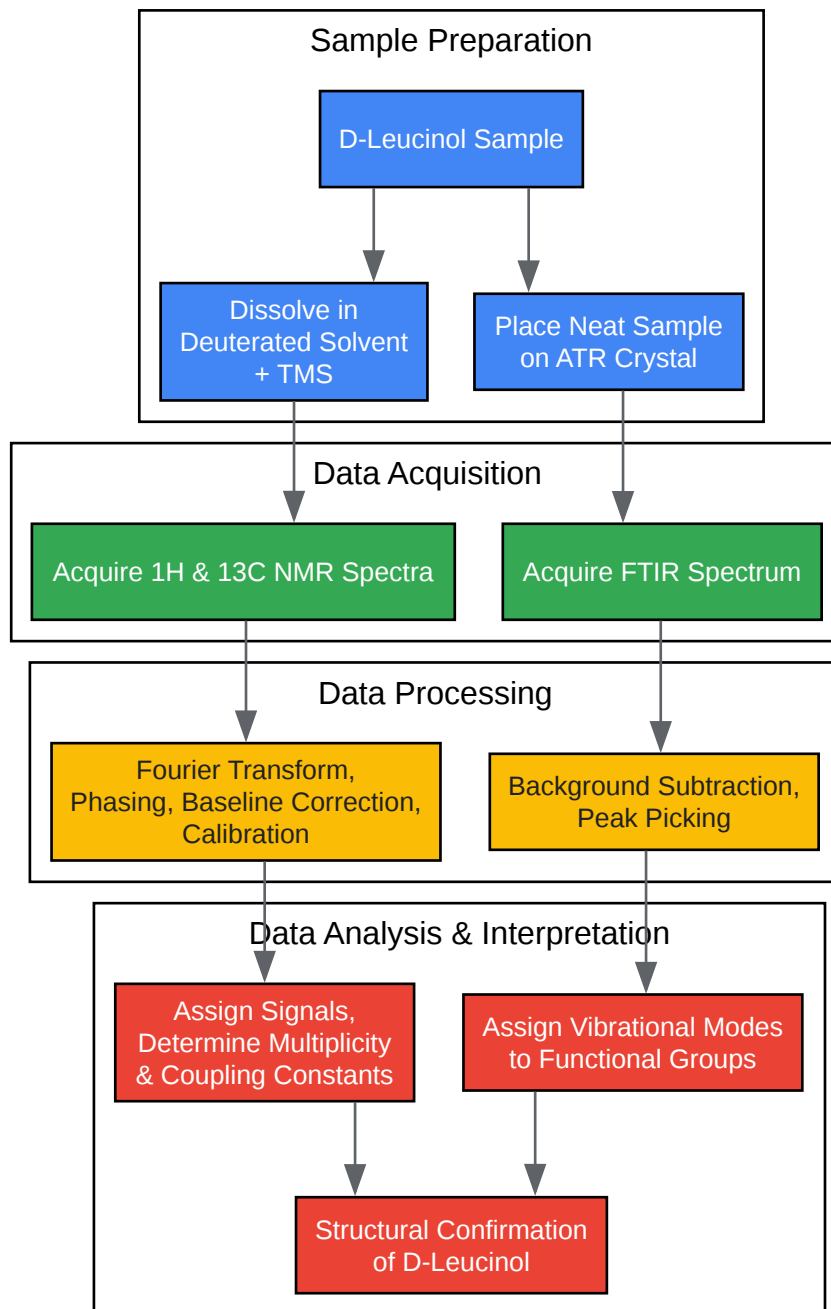 Sample Preparation
D-Leucinol Sample
Dissolve in
Deuterated Solvent
+ TMS
Place Neat Sample
on ATR Crystal
Data Acquisition
Acquire 1H & 13C NMR Spectra
Acquire FTIR Spectrum
Data Processing
Fourier Transform,
Phasing, Baseline Correction,
Calibration
Background Subtraction,
Peak Picking
Data Analysis & Interpretation
Assign Signals,
Determine Multiplicity
& Coupling Constants
Assign Vibrational Modes
to Functional Groups
Structural Confirmation
of D-Leucinol